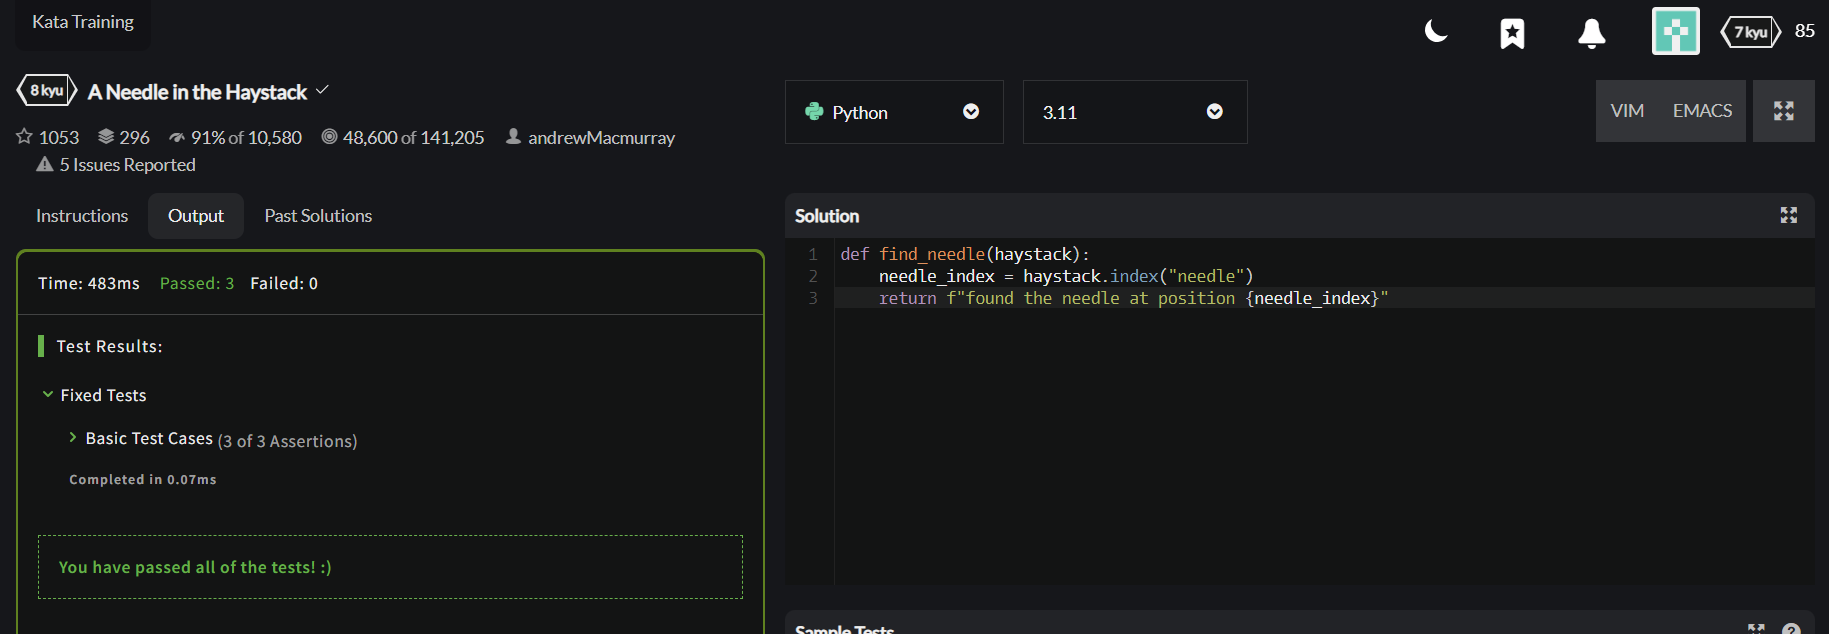 Kata Training
7 kyu 85
8 kyu A Needle in the Haystack
1053 296 91% of 10,580 48,600 of 141,205 andrewMacmurray
5 Issues Reported
Instructions Output Past Solutions
Time: 483ms Passed: 3 Failed: 0
Test Results:
Fixed Tests
Basic Test Cases (3 of 3 Assertions)
Completed in 0.07ms
You have passed all of the tests! :)
Python 3.11 VIM EMACS
Solution
1 def find_needle(haystack):
2     needle_index = haystack.index("needle")
3     return f"found the needle at position {needle_index}"
Sample Tests ?